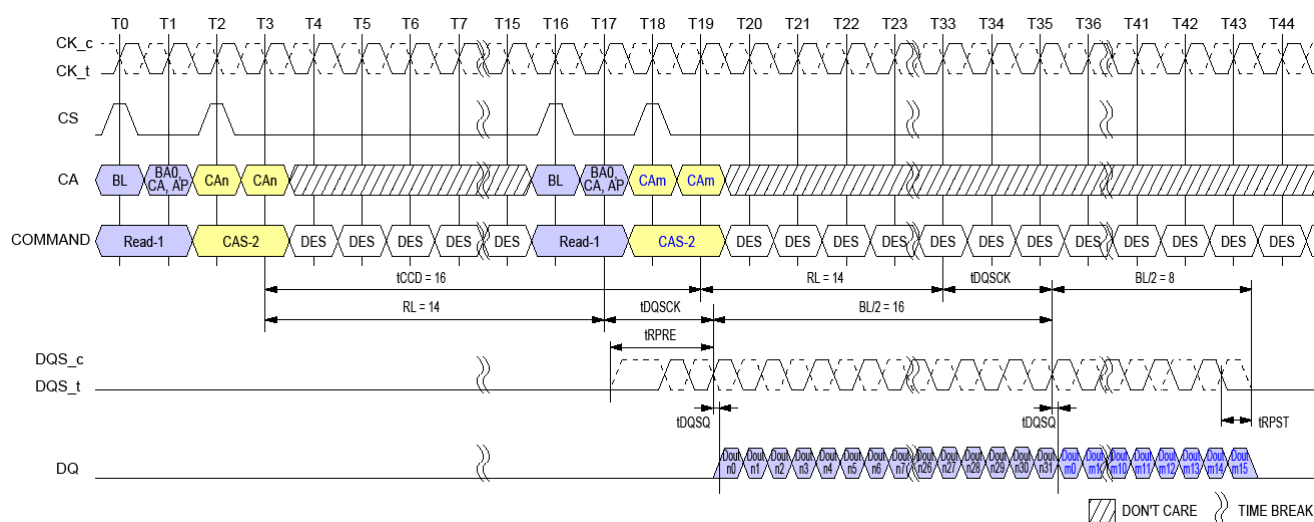 T0 T1 T2 T3 T4 T5 T6 T7 T15 T16 T17 T18 T19 T20 T21 T22 T23 T33 T34 T35 T36 T41 T42 T43 T44
CK_c
CK_t
CS
CA BL BA0, CA, AP CAn CAn BL BA0, CA, AP CAm CAm
COMMAND Read-1 CAS-2 DES DES DES DES DES Read-1 CAS-2 DES DES DES DES DES DES DES DES DES DES DES DES
tCCD = 16 RL = 14 tDQSCK BL/2 = 8
RL = 14 tDQSCK BL/2 = 16
tRPRE
DQS_c
DQS_t
tDQSQ tDQSQ tRPST
DQ Dout n0 Dout n1 Dout n2 Dout n3 Dout n4 Dout n5 Dout n6 Dout n7 Dout n26 Dout n27 Dout n28 Dout n29 Dout n30 Dout n31 Dout m0 Dout m1 Dout m10 Dout m11 Dout m12 Dout m13 Dout m14 Dout m15
DON'T CARE TIME BREAK